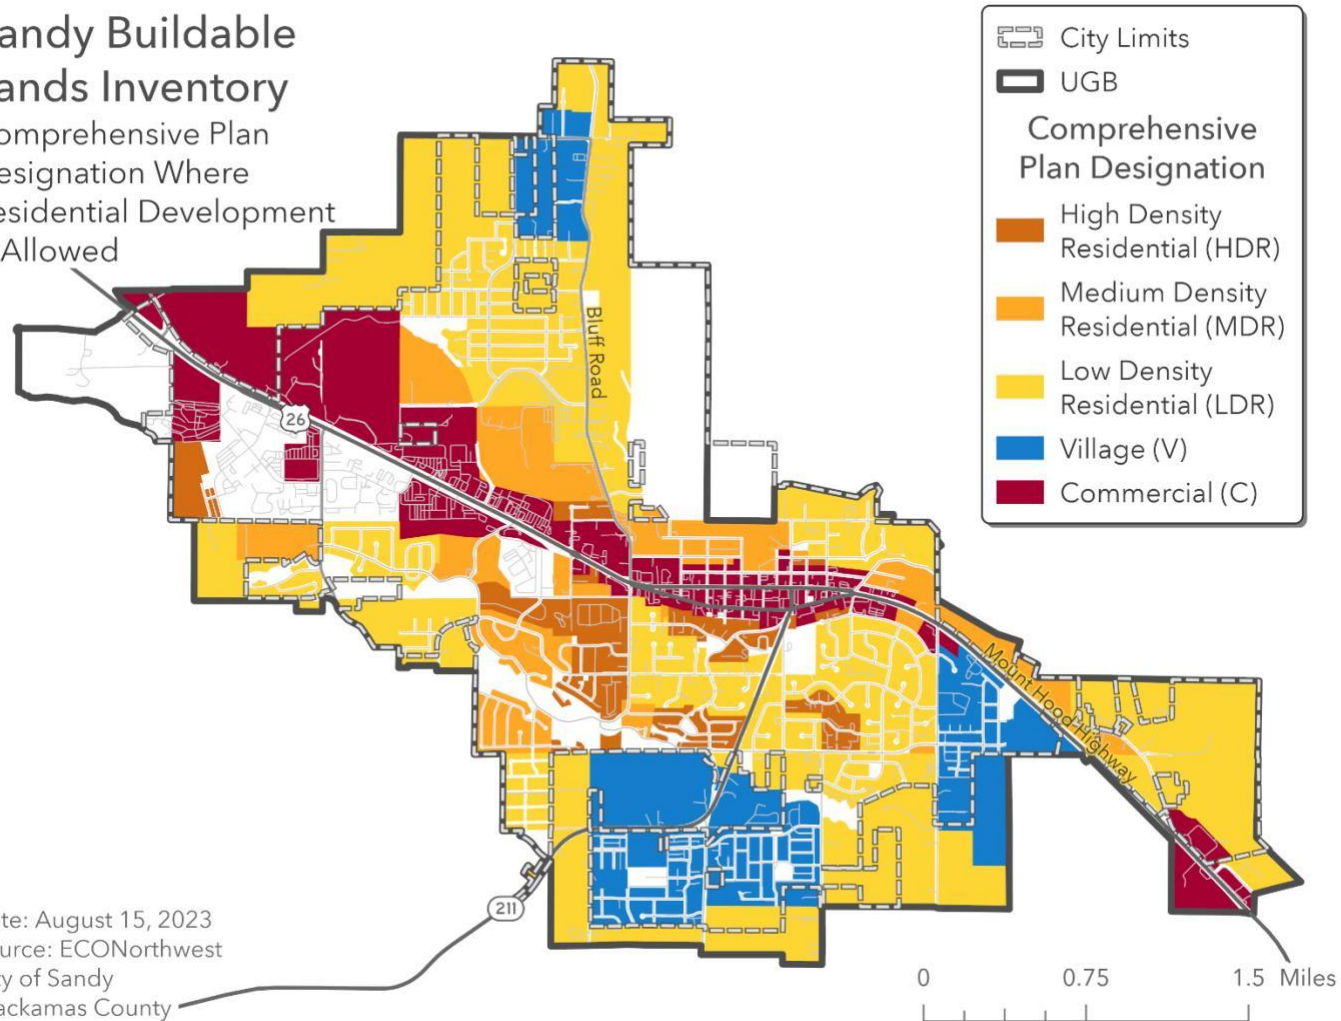 andy Buildable
ands Inventory
omprehensive Plan
esignation Where
esidential Development
Allowed
City Limits
UGB
Comprehensive
Plan Designation
High Density
Residential (HDR)
Medium Density
Residential (MDR)
Low Density
Residential (LDR)
Village (V)
Commercial (C)
Bluff Road
26
Mount Hood Highway
211
te: August 15, 2023
urce: ECONorthwest
ty of Sandy
ackamas County
0 0.75 1.5 Miles